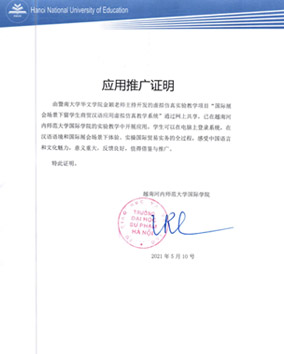 Hanoi National University of Education
应用推广证明
由暨南大学华文学院金颖老师主持开发的虚拟仿真实验教学项目“国际展
会场景下留学生商贸汉语应用虚拟仿真教学系统”通过网上共享，已在越南河
内师范大学国际学院的实验教学中开展应用。学生可以在电脑上登录系统，在
汉语语境和国际展会场景下体验、实操国际贸易实务的全过程，感受中国语言
和文化魅力，意义重大，反馈良好，值得借鉴与推广。
特此证明。
越南河内师范大学国际学院
TRƯỜNG
ĐẠI HỌC
SƯ PHẠM
HÀ NỘI
2021 年 5 月 10 号